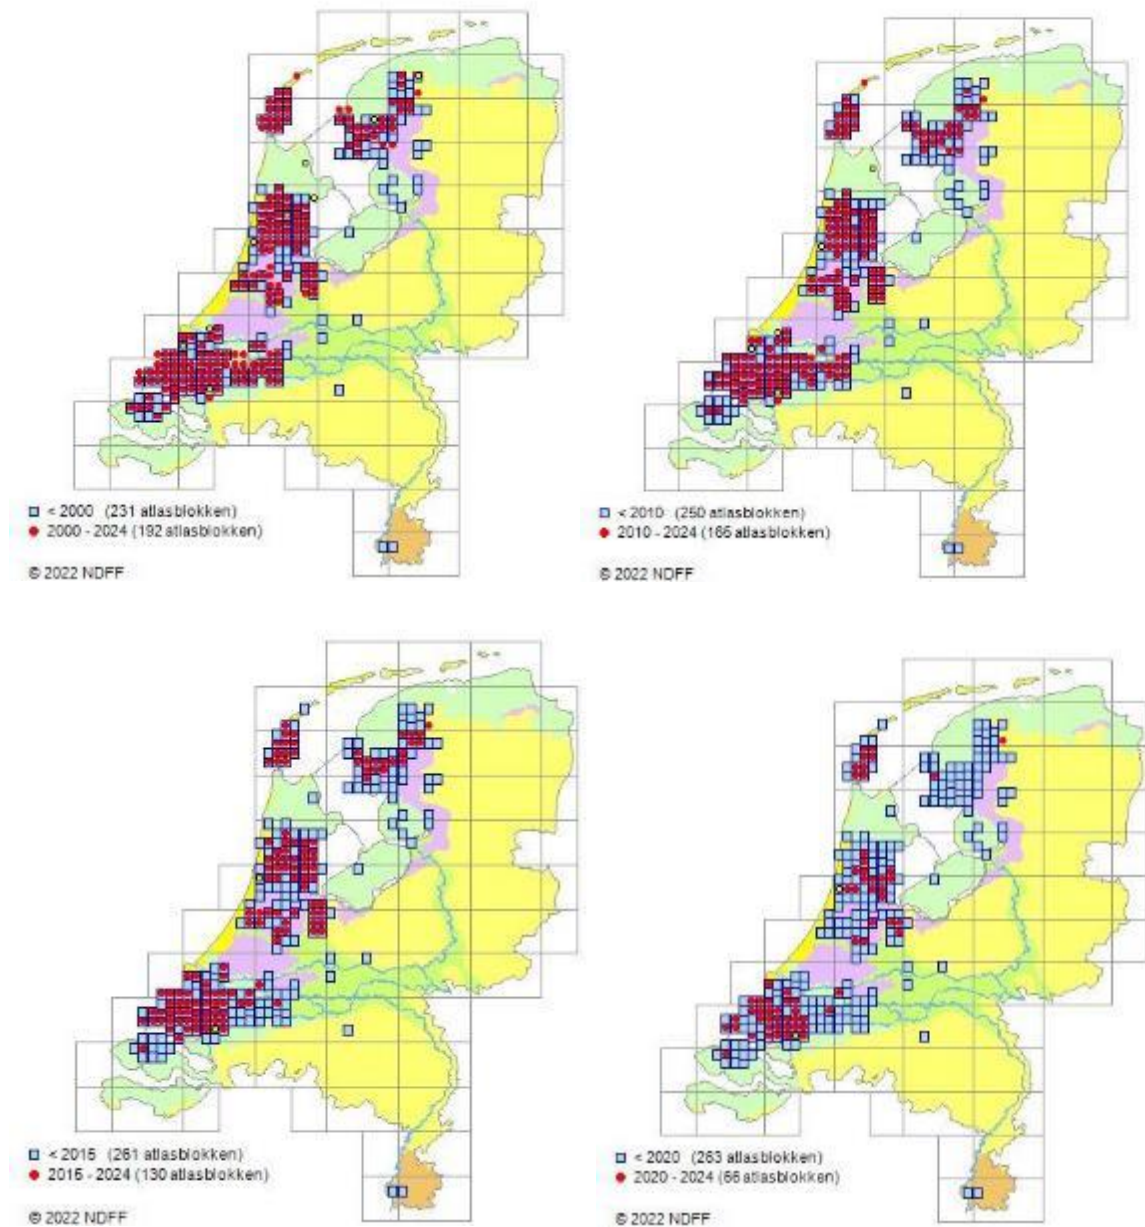 < 2000 (231 atlasblokken)
2000 - 2024 (192 atlasblokken)
© 2022 NDFF
< 2010 (250 atlasblokken)
2010 - 2024 (166 atlasblokken)
© 2022 NDFF
< 2015 (261 atlasblokken)
2015 - 2024 (130 atlasblokken)
© 2022 NDFF
< 2020 (263 atlasblokken)
2020 - 2024 (66 atlasblokken)
© 2022 NDFF